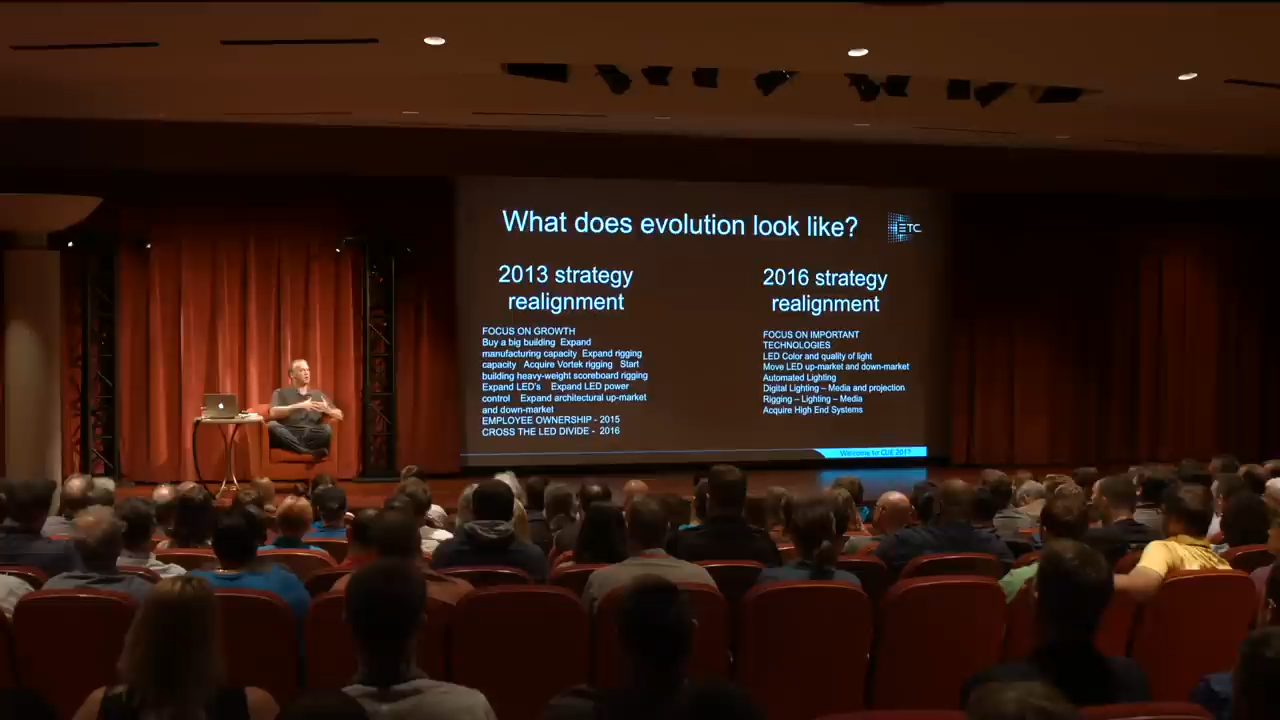 What does evolution look like?
ETC
2013 strategy
realignment
FOCUS ON GROWTH
Buy a big building Expand
manufacturing capacity Expand rigging
capacity Acquire Vortek rigging Start
building heavy-weight scoreboard rigging
Expand LED's Expand LED power
control Expand architectural up-market
and down-market
EMPLOYEE OWNERSHIP - 2015
CROSS THE LED DIVIDE - 2016
2016 strategy
realignment
FOCUS ON IMPORTANT
TECHNOLOGIES
LED Color and quality of light
Move LED up-market and down-market
Automated Lighting
Digital Lighting – Media and projection
Rigging – Lighting – Media
Acquire High End Systems
Welcome to CUE 2017